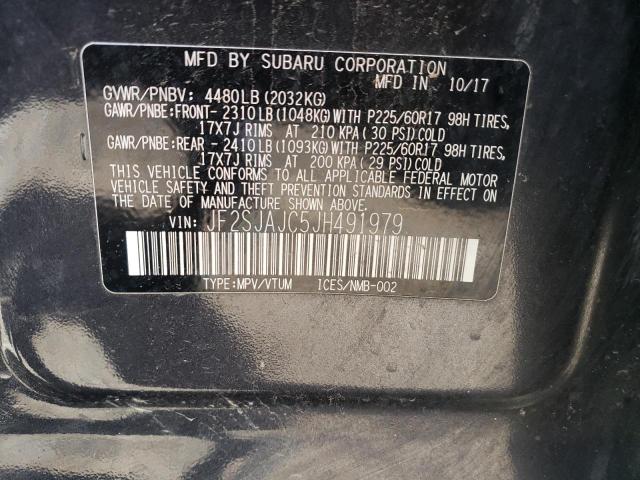 MFD BY SUBARU CORPORATION
MFD IN 10/17
GVWR/PNBV: 4480LB(2032KG)
GAWR/PNBE:FRONT- 2310LB(1048KG)WITH P225/60R17 98H TIRES,
17X7J RIMS AT 210 KPA(30 PSI)COLD
GAWR/PNBE:REAR - 2410LB(1093KG)WITH P225/60R17 98H TIRES,
17X7J RIMS AT 200 KPA(29 PSI)COLD
THIS VEHICLE CONFORMS TO ALL APPLICABLE FEDERAL MOTOR
VEHICLE SAFETY AND THEFT PREVENTION STANDARDS IN EFFECT ON
THE DATE OF MANUFACTURE SHOWN ABOVE.
VIN: JF2SJAJC5JH491979
TYPE:MPV/VTUM ICES/NMB-002